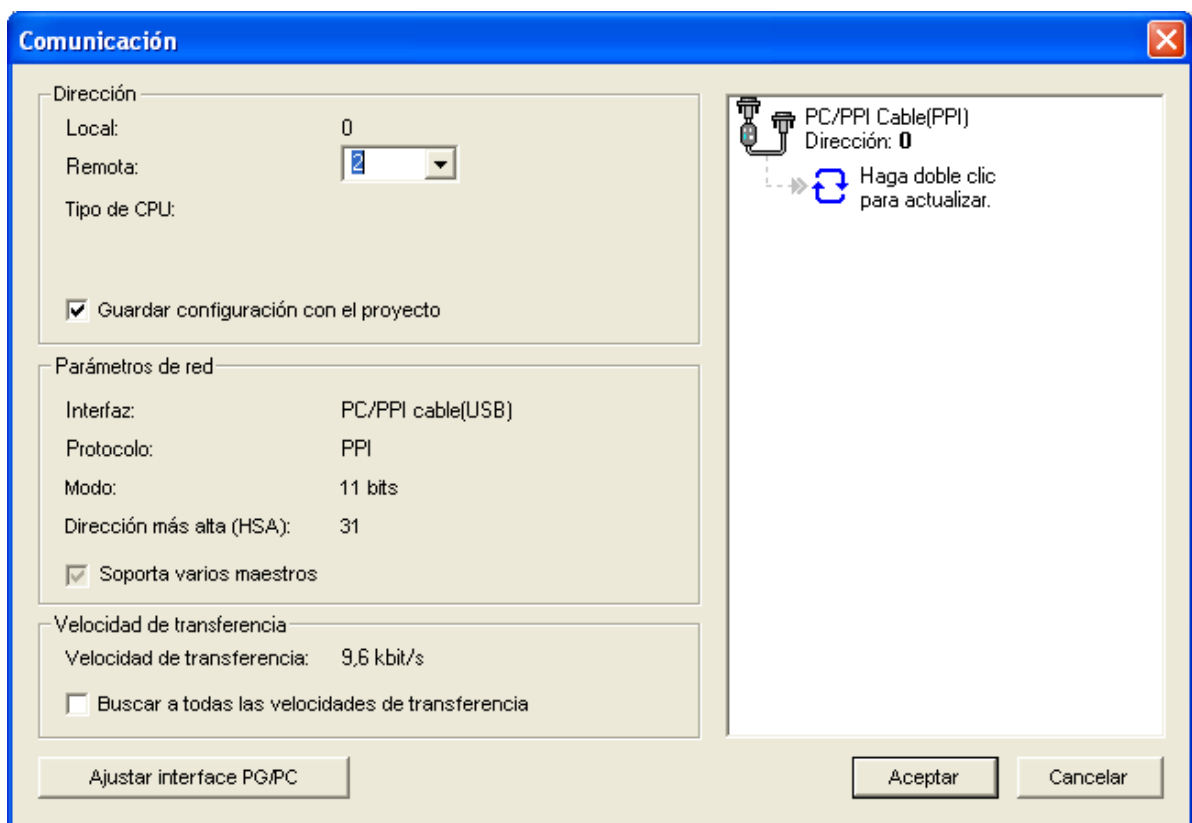 Comunicación
Dirección
Local: 0
Remota: 2
Tipo de CPU:
Guardar configuración con el proyecto
Parámetros de red
Interfaz: PC/PPI cable(USB)
Protocolo: PPI
Modo: 11 bits
Dirección más alta (HSA): 31
Soporta varios maestros
Velocidad de transferencia
Velocidad de transferencia: 9,6 kbit/s
Buscar a todas las velocidades de transferencia
Ajustar interface PG/PC
PC/PPI Cable(PPI)
Dirección: 0
Haga doble clic
para actualizar.
Aceptar
Cancelar